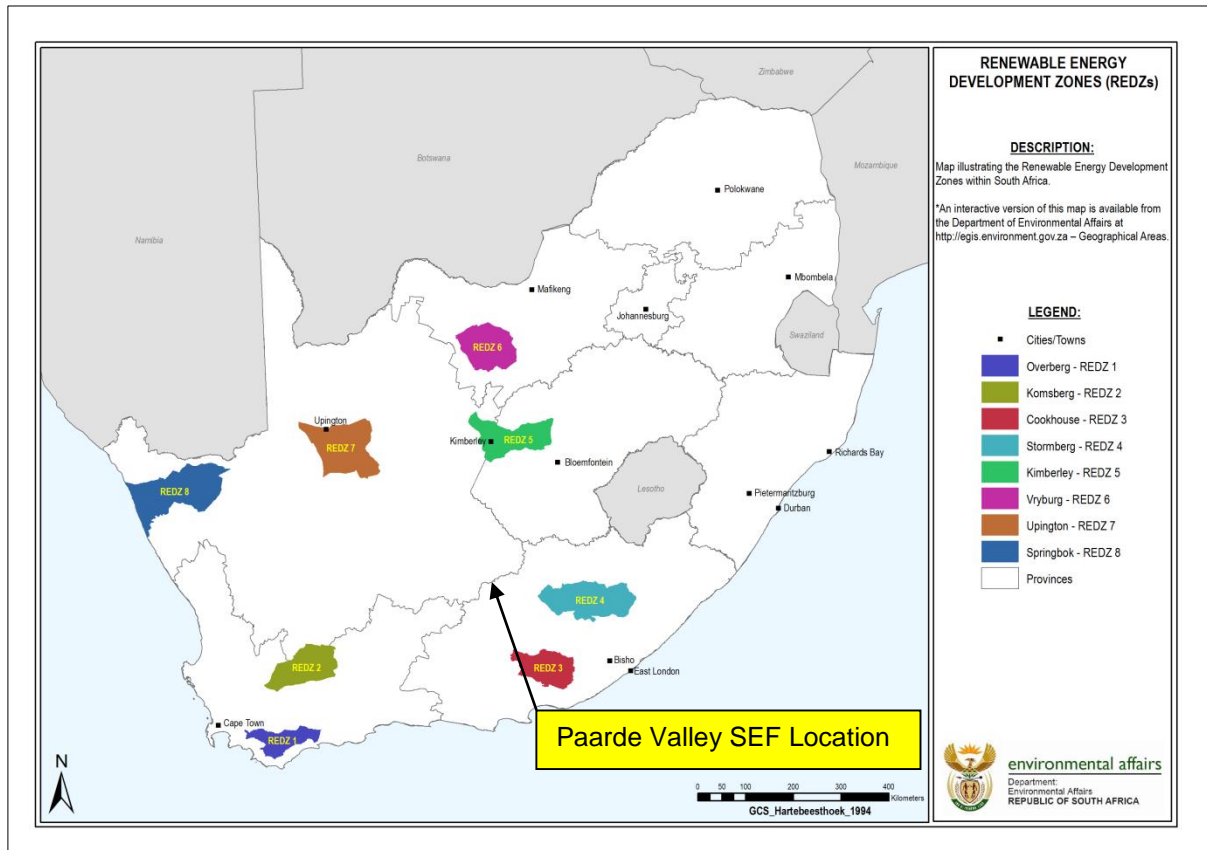 Zimbabwe
Botswana
Mozambique
Namibia
Polokwane
Mbombela
Mafikeng
Johannesburg
Swaziland
REDZ 6
Upington
REDZ 7
Kimberley
REDZ 5
Bloemfontein
Richards Bay
Lesotho
REDZ 8
Pietermaritzburg
Durban
REDZ 4
REDZ 2
REDZ 3
Bisho
East London
Cape Town
REDZ 1
Paarde Valley SEF Location
N
0 50 100 200 300 400
Kilometers
GCS_Hartebeesthoek_1994
RENEWABLE ENERGY
DEVELOPMENT ZONES (REDZs)
DESCRIPTION:
Map illustrating the Renewable Energy Development
Zones within South Africa.
*An interactive version of this map is available from
the Department of Environmental Affairs at
http://egis.environment.gov.za – Geographical Areas.
LEGEND:
Cities/Towns
Overberg - REDZ 1
Komsberg - REDZ 2
Cookhouse - REDZ 3
Stormberg - REDZ 4
Kimberley - REDZ 5
Vryburg - REDZ 6
Upington - REDZ 7
Springbok - REDZ 8
Provinces
environmental affairs
Department:
Environmental Affairs
REPUBLIC OF SOUTH AFRICA